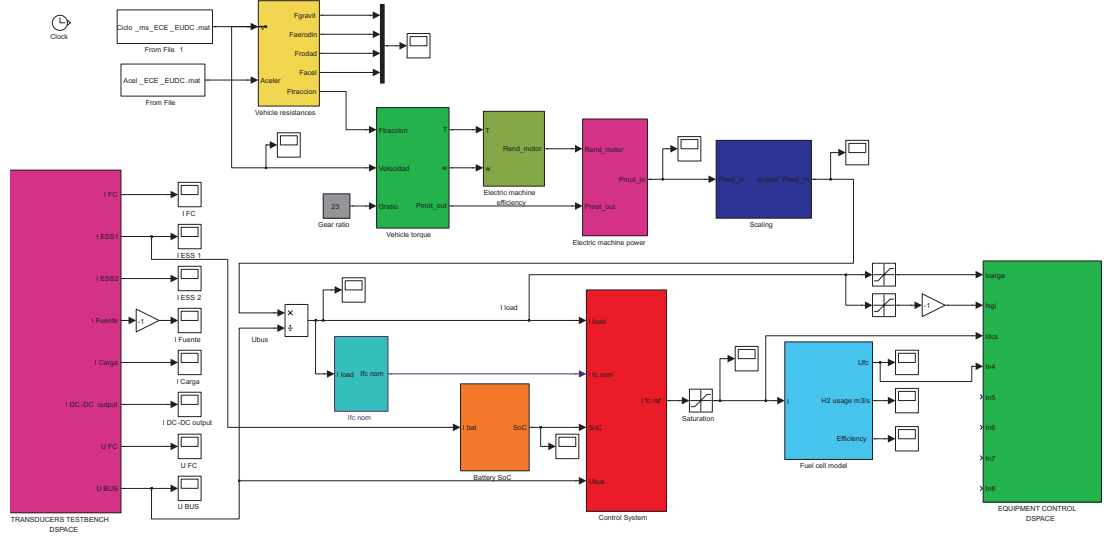 Clock
Ciclo _ms_ECE _EUDC .mat
From File 1
Acel _ECE _EUDC .mat
From File
V
Aceler
Fgravit
Faerodin
Frodad
Facel
Ftraccion
Vehicle resistances
Ftraccion
Velocidad
Gratio
T
w
Pmot_out
Vehicle torque
23
Gear ratio
T
w
Rend_motor
Electric machine
efficiency
Rend_motor
Pmot_out
Pmot_in
Electric machine power
Pmot_in
Scaled Pmot_in
Scaling
I FC
I ESS1
I ESS2
I Fuente
I Carga
I DC -DC output
U FC
U BUS
TRANSDUCERS TESTBENCH
DSPACE
I FC
I ESS 1
I ESS 2
-1
I Fuente
I Carga
I DC -DC output
U FC
U BUS
×
÷
Ubus
I load
I load
Ifc nom
Ifc nom
I bat
SoC
Battery SoC
I load
I fc nom
SoC
Ubus
I fc ref
Control System
Saturation
I
Ufc
H2 usage m3/s
Efficiency
Fuel cell model
-1
Icarga
Isgi
Idcs
In4
In5
In6
In7
In8
EQUIPMENT CONTROL
DSPACE